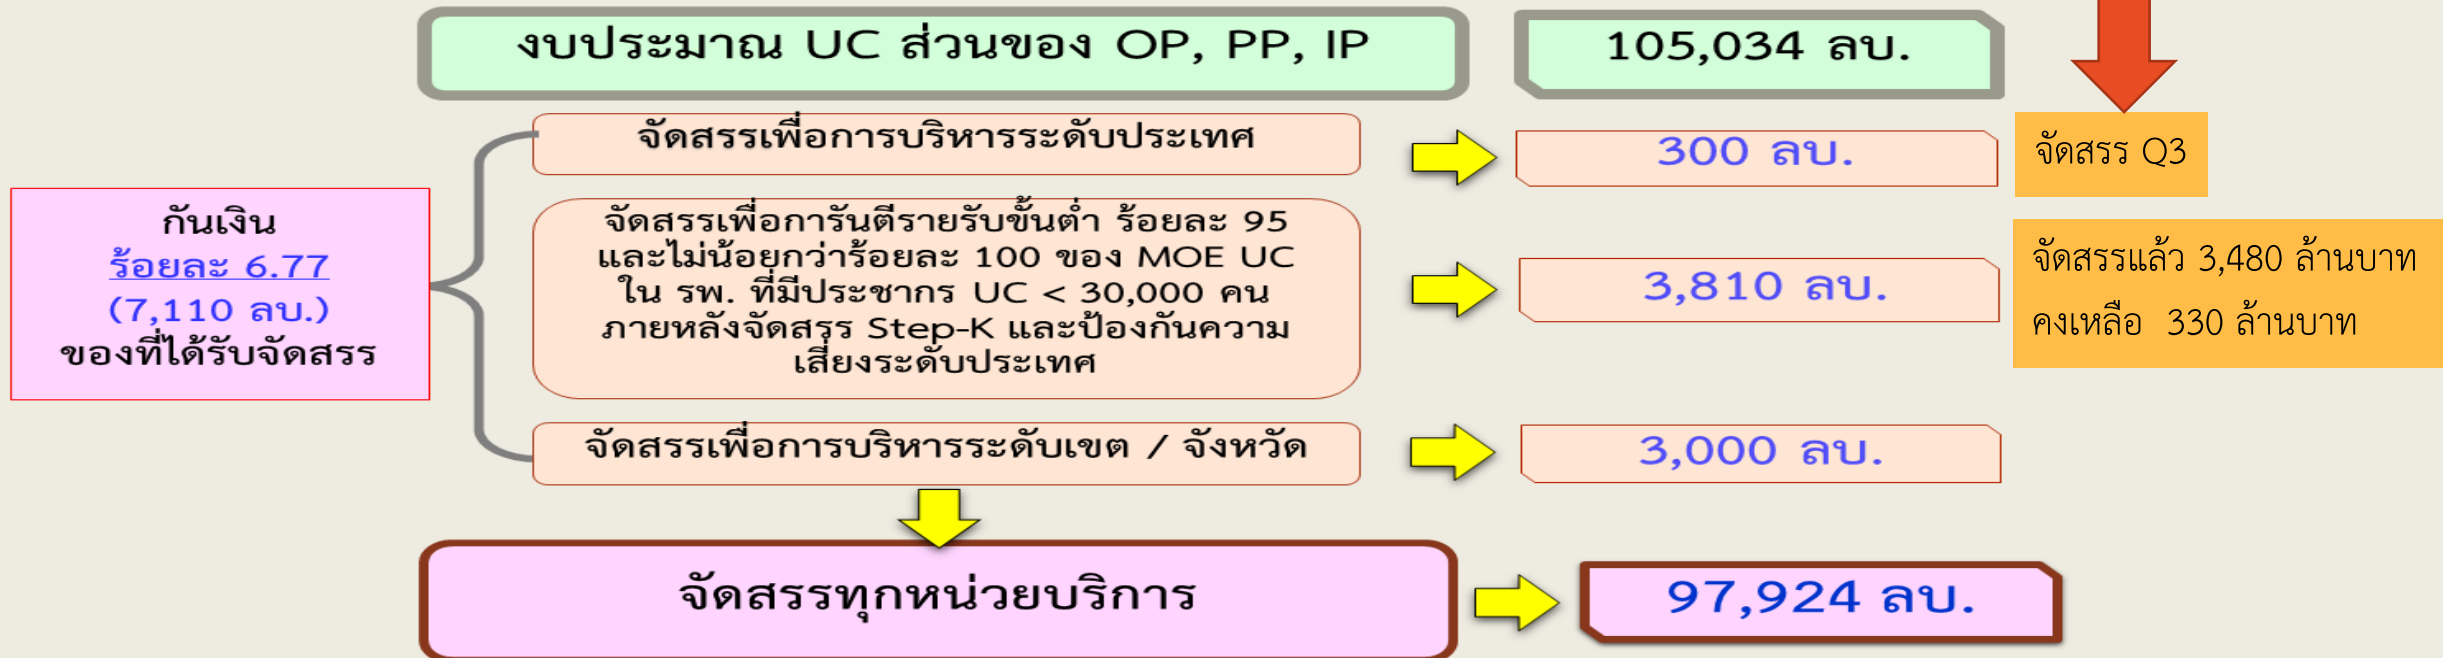 งบประมาณ UC ส่วนของ OP, PP, IP
105,034 ลบ.
จัดสรรเพื่อการบริหารระดับประเทศ
300 ลบ.
จัดสรร Q3
กันเงิน
ร้อยละ 6.77
(7,110 ลบ.)
ของที่ได้รับจัดสรร
จัดสรรเพื่อการันตีรายรับขั้นต่ำ ร้อยละ 95
และไม่น้อยกว่าร้อยละ 100 ของ MOE UC
ใน รพ. ที่มีประชากร UC < 30,000 คน
ภายหลังจัดสรร Step-K และป้องกันความ
เสี่ยงระดับประเทศ
3,810 ลบ.
จัดสรรแล้ว 3,480 ล้านบาท
คงเหลือ 330 ล้านบาท
จัดสรรเพื่อการบริหารระดับเขต / จังหวัด
3,000 ลบ.
จัดสรรทุกหน่วยบริการ
97,924 ลบ.